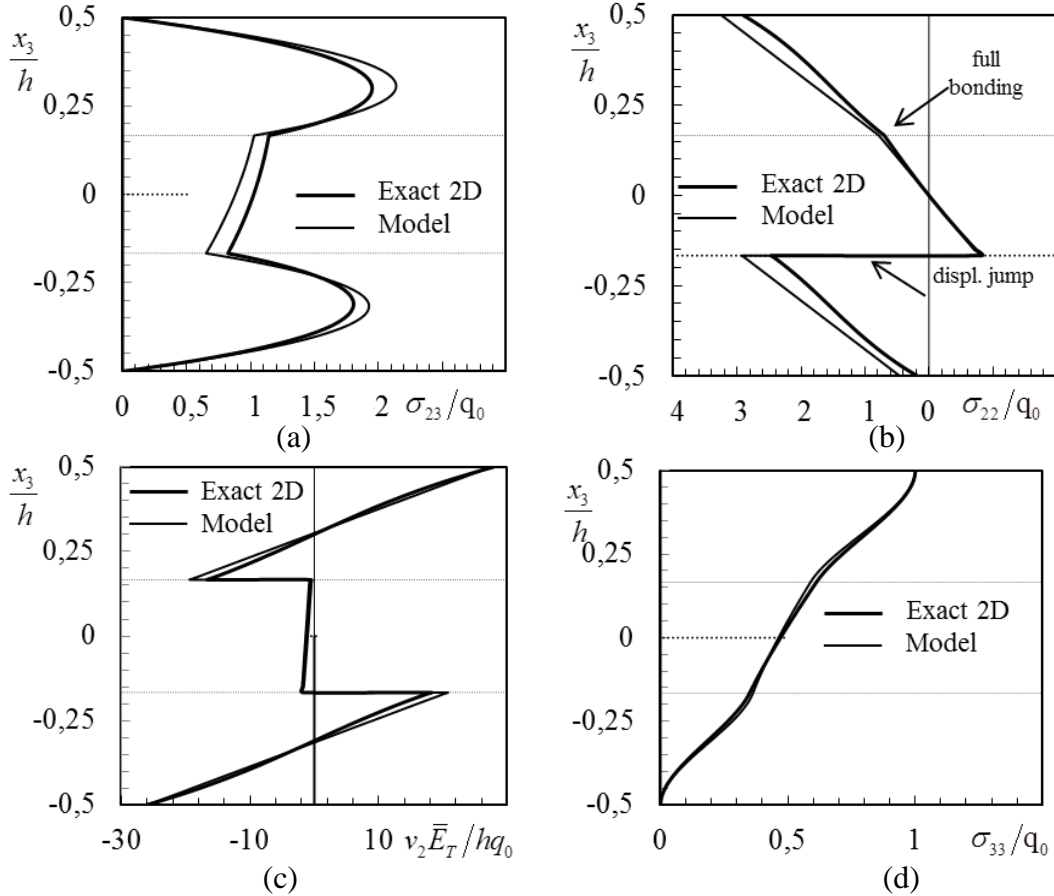 0,5
x₃/h
0,25
0
-0,25
-0,5
Exact 2D
Model
0 0,5 1 1,5 2 σ₂₃/q₀
(a)
0,5
x₃/h
0,25
0
-0,25
-0,5
full
bonding
Exact 2D
Model
displ. jump
4 3 2 1 0 σ₂₂/q₀
(b)
0,5
x₃/h
0,25
0
-0,25
-0,5
Exact 2D
Model
-30 -10 10 v₂E̅_T/hq₀
(c)
0,5
x₃/h
0,25
0
-0,25
-0,5
Exact 2D
Model
0 0,5 1 σ₃₃/q₀
(d)